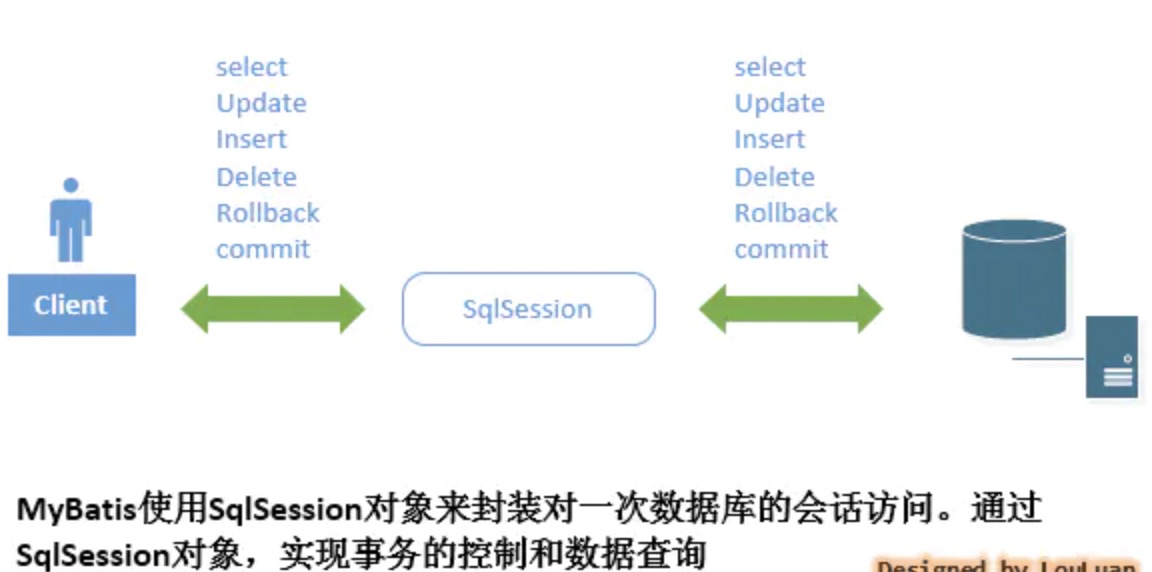 select
Update
Insert
Delete
Rollback
commit
select
Update
Insert
Delete
Rollback
commit
Client
SqlSession
MyBatis使用SqlSession对象来封装对一次数据库的会话访问。通过
SqlSession对象，实现事务的控制和数据查询
Designed by LouLuan